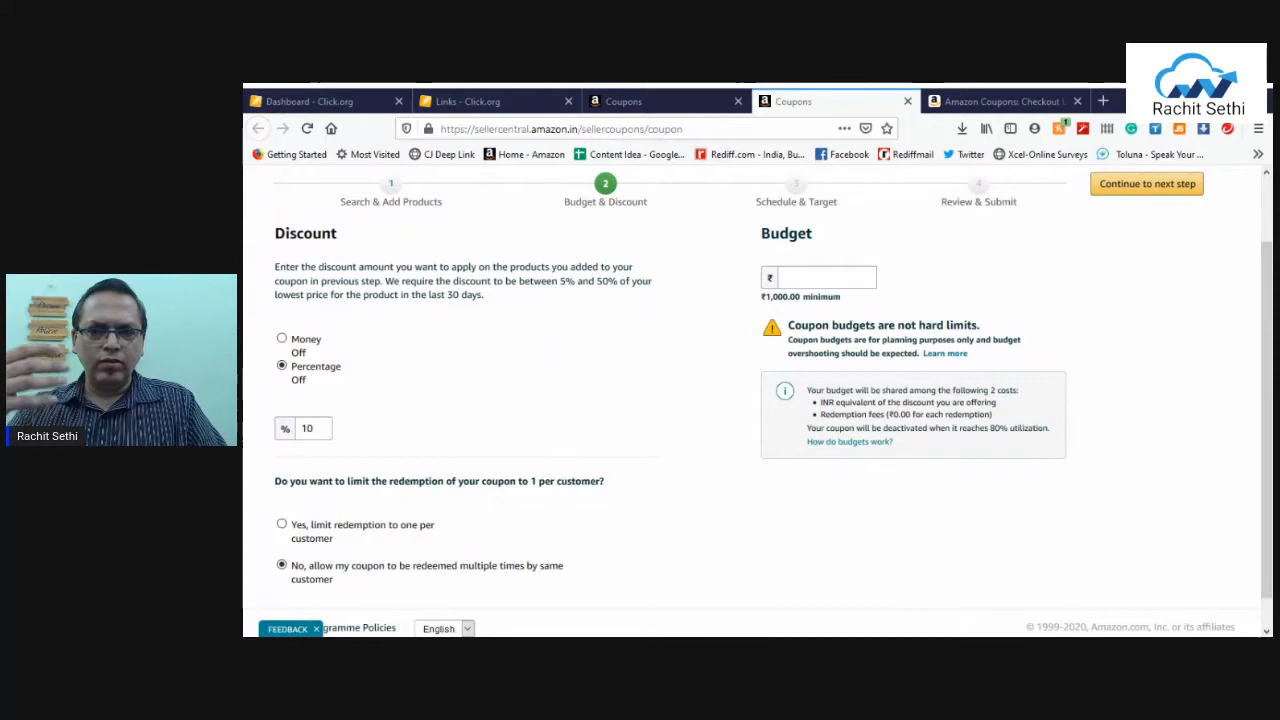 Rachit Sethi
Dashboard - Click.org
Links - Click.org
Coupons
Coupons
Amazon Coupons: Checkout
https://sellercentral.amazon.in/sellercoupons/coupon
1
Getting Started
Most Visited
CJ Deep Link
Home - Amazon
Content Idea - Google...
Rediff.com - India, Bu...
Facebook
Rediffmail
Twitter
Xcel-Online Surveys
Toluna - Speak Your ...
1
2
3
4
Search & Add Products
Budget & Discount
Schedule & Target
Review & Submit
Continue to next step
Discount
Enter the discount amount you want to apply on the products you added to your
coupon in previous step. We require the discount to be between 5% and 50% of your
lowest price for the product in the last 30 days.
Money
Off
Percentage
Off
% 10
Do you want to limit the redemption of your coupon to 1 per customer?
Yes, limit redemption to one per
customer
No, allow my coupon to be redeemed multiple times by same
customer
Budget
₹
₹1,000.00 minimum
Coupon budgets are not hard limits.
Coupon budgets are for planning purposes only and budget
overshooting should be expected. Learn more
Your budget will be shared among the following 2 costs:
• INR equivalent of the discount you are offering
• Redemption fees (₹0.00 for each redemption)
Your coupon will be deactivated when it reaches 80% utilization.
How do budgets work?
FEEDBACK
gramme Policies
English
© 1999-2020, Amazon.com, Inc. or its affiliates
Rachit Sethi